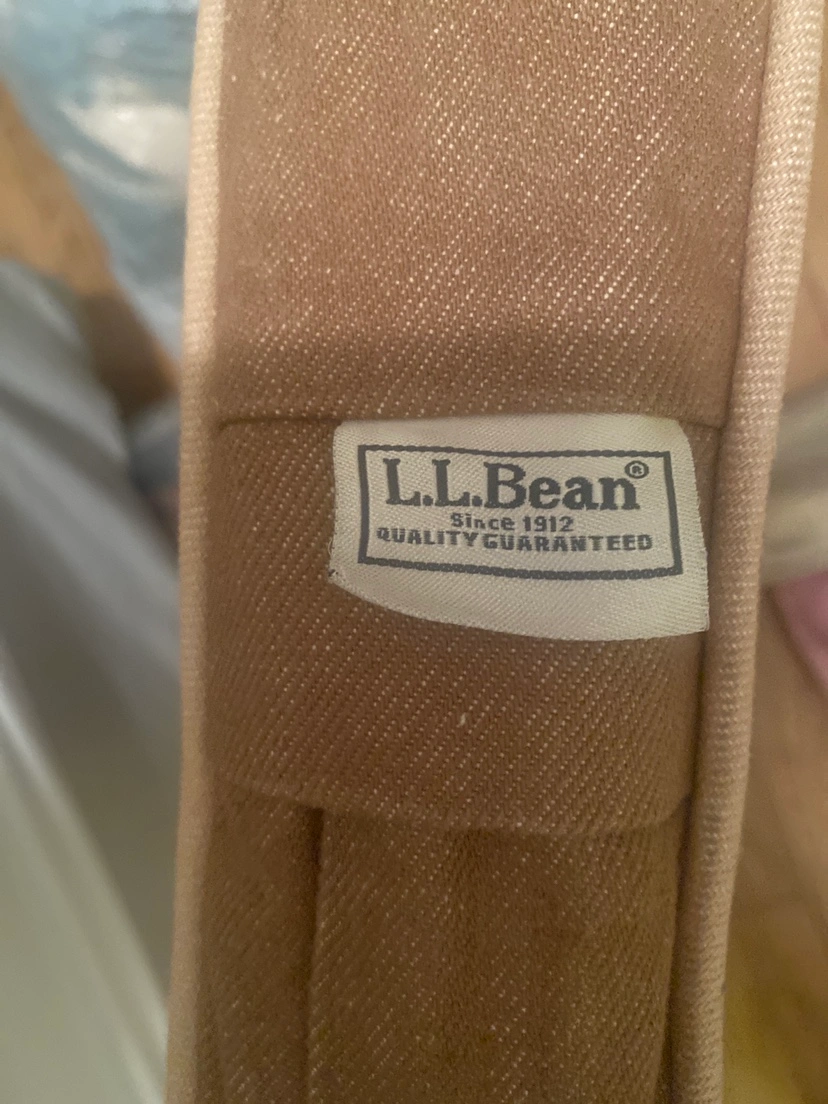 L.L.Bean®
Since 1912
QUALITY GUARANTEED